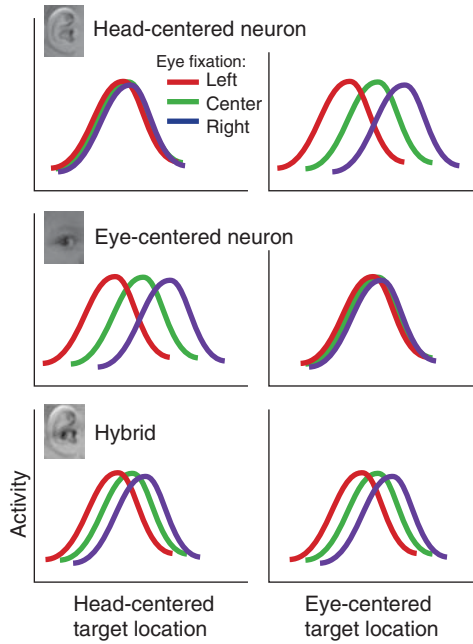 Head-centered neuron
Eye fixation:
Left
Center
Right
Eye-centered neuron
Hybrid
Activity
Head-centered
target location
Eye-centered
target location